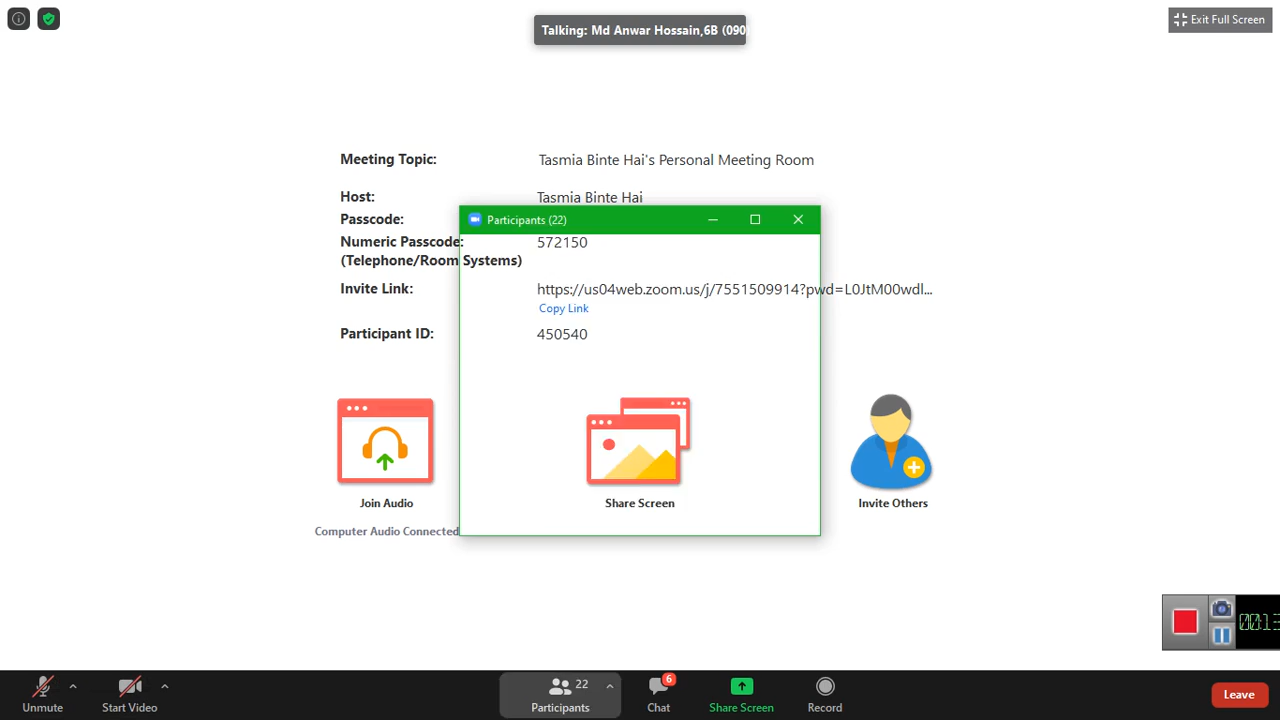 Talking: Md Anwar Hossain,6B (090
Exit Full Screen
Meeting Topic: Tasmia Binte Hai's Personal Meeting Room
Host: Tasmia Binte Hai
Participants (22)
Passcode:
Numeric Passcode: 572150
(Telephone/Room Systems)
Invite Link: https://us04web.zoom.us/j/7551509914?pwd=L0JtM00wdl...
Copy Link
Participant ID: 450540
Join Audio Share Screen Invite Others
Computer Audio Connected
22 6
Unmute Start Video Participants Chat Share Screen Record Leave